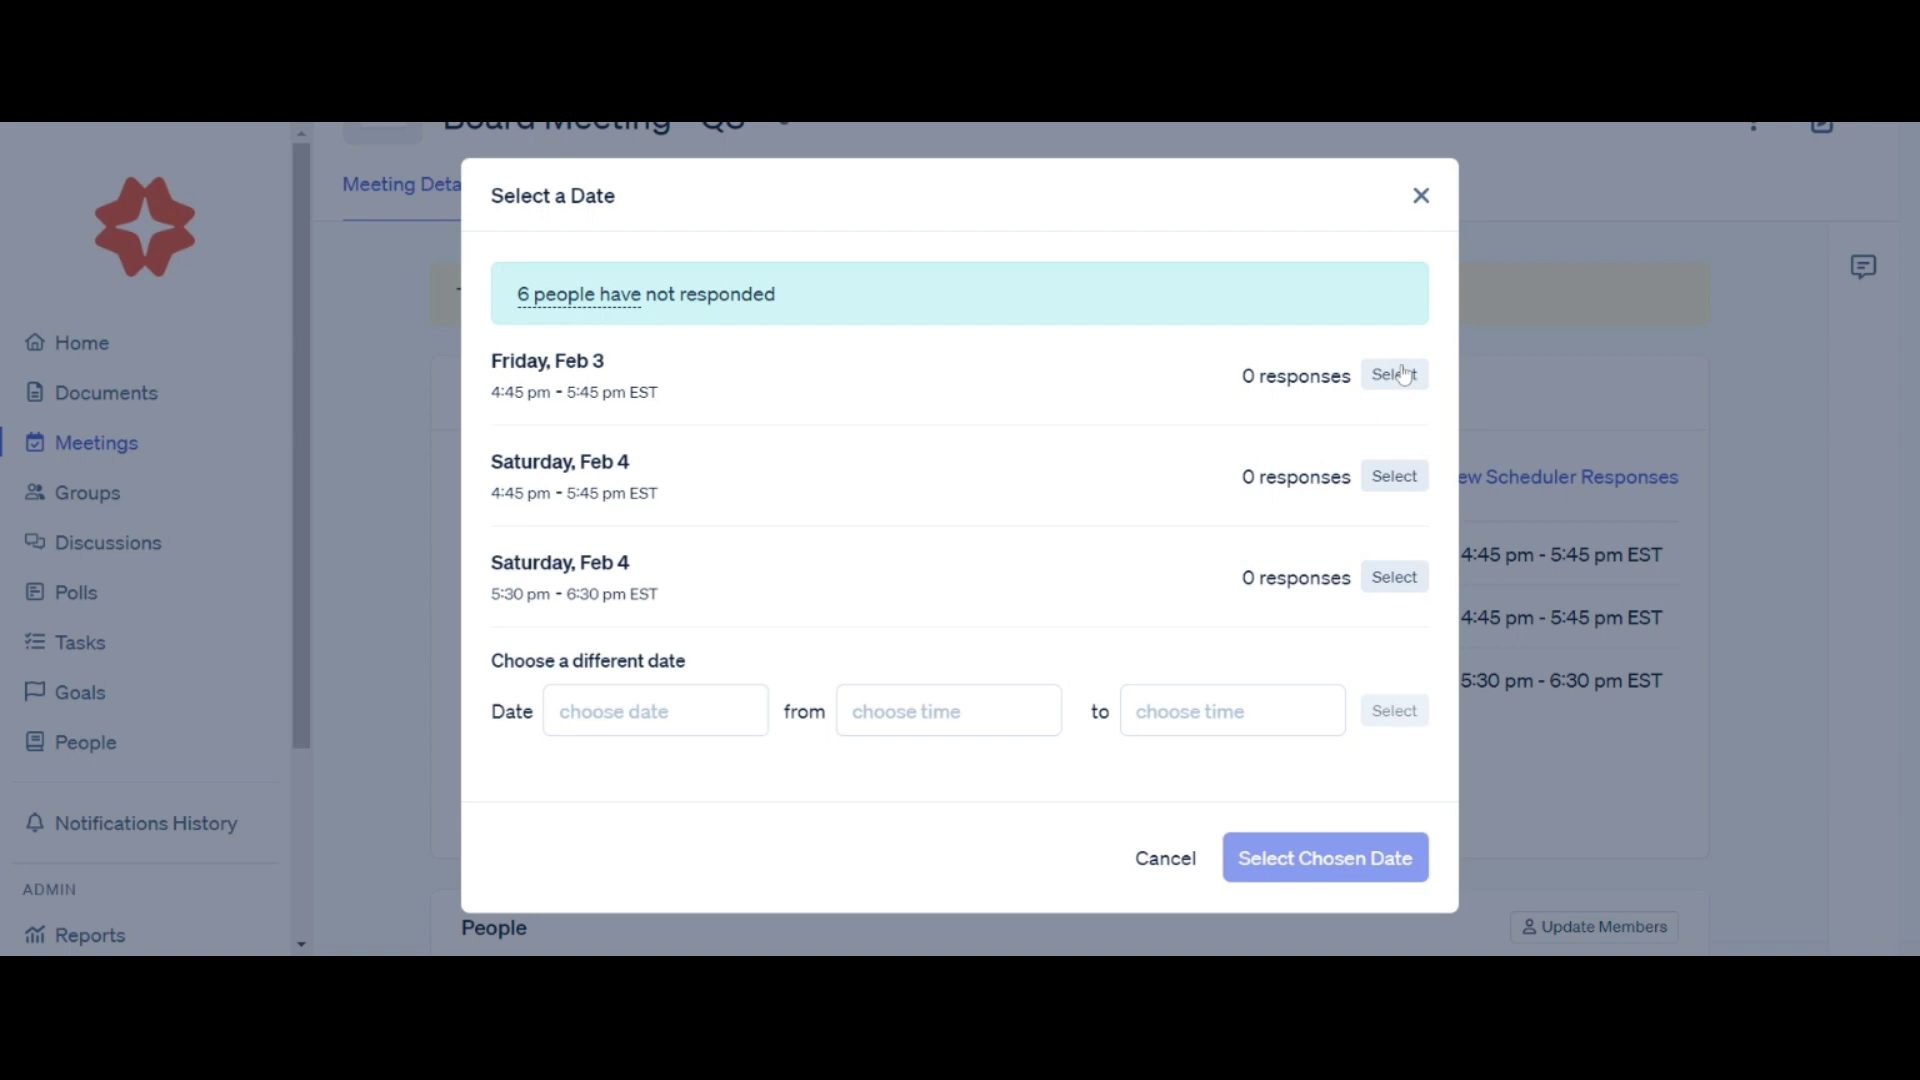 Board Meeting - Q3
Meeting Deta
Select a Date
6 people have not responded
Friday, Feb 3
4:45 pm - 5:45 pm EST
0 responses
Select
Saturday, Feb 4
4:45 pm - 5:45 pm EST
0 responses
Select
Saturday, Feb 4
5:30 pm - 6:30 pm EST
0 responses
Select
Choose a different date
Date choose date from choose time to choose time Select
Cancel
Select Chosen Date
Home
Documents
Meetings
Groups
Discussions
Polls
Tasks
Goals
People
Notifications History
ADMIN
Reports
ew Scheduler Responses
4:45 pm - 5:45 pm EST
4:45 pm - 5:45 pm EST
5:30 pm - 6:30 pm EST
People
Update Members